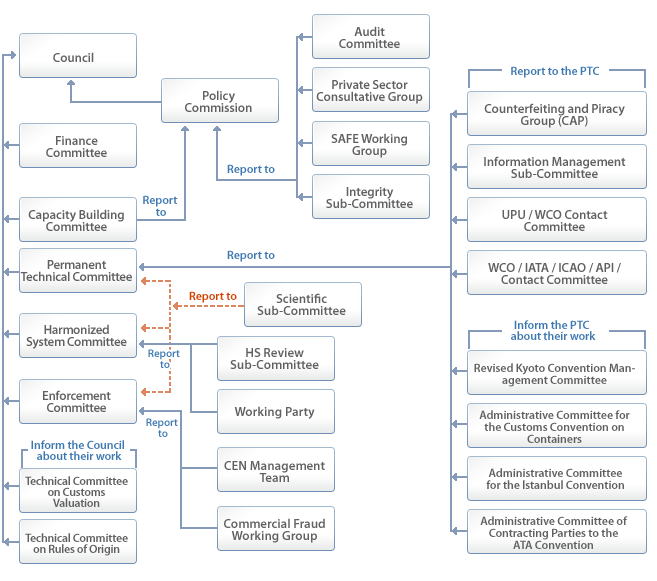 Council
Policy
Commission
Finance
Committee
Capacity Building
Committee
Permanent
Technical Committee
Harmonized
System Committee
Enforcement
Committee
Inform the Council
about their work
Technical Committee
on Customs
Valuation
Technical Committee
on Rules of Origin
Report
to
Audit
Committee
Private Sector
Consultative Group
SAFE Working
Group
Integrity
Sub-Committee
Report to
Report to
Report to
Scientific
Sub-Committee
Report
to
HS Review
Sub-Committee
Working Party
Report
to
CEN Management
Team
Commercial Fraud
Working Group
Report to the PTC
Counterfeiting and Piracy
Group (CAP)
Information Management
Sub-Committee
UPU / WCO Contact
Committee
WCO / IATA / ICAO / API /
Contact Committee
Inform the PTC
about their work
Revised Kyoto Convention Man-
agement Committee
Administrative Committee for
the Customs Convention on
Containers
Administrative Committee
for the Istanbul Convention
Administrative Committee of
Contracting Parties to the
ATA Convention